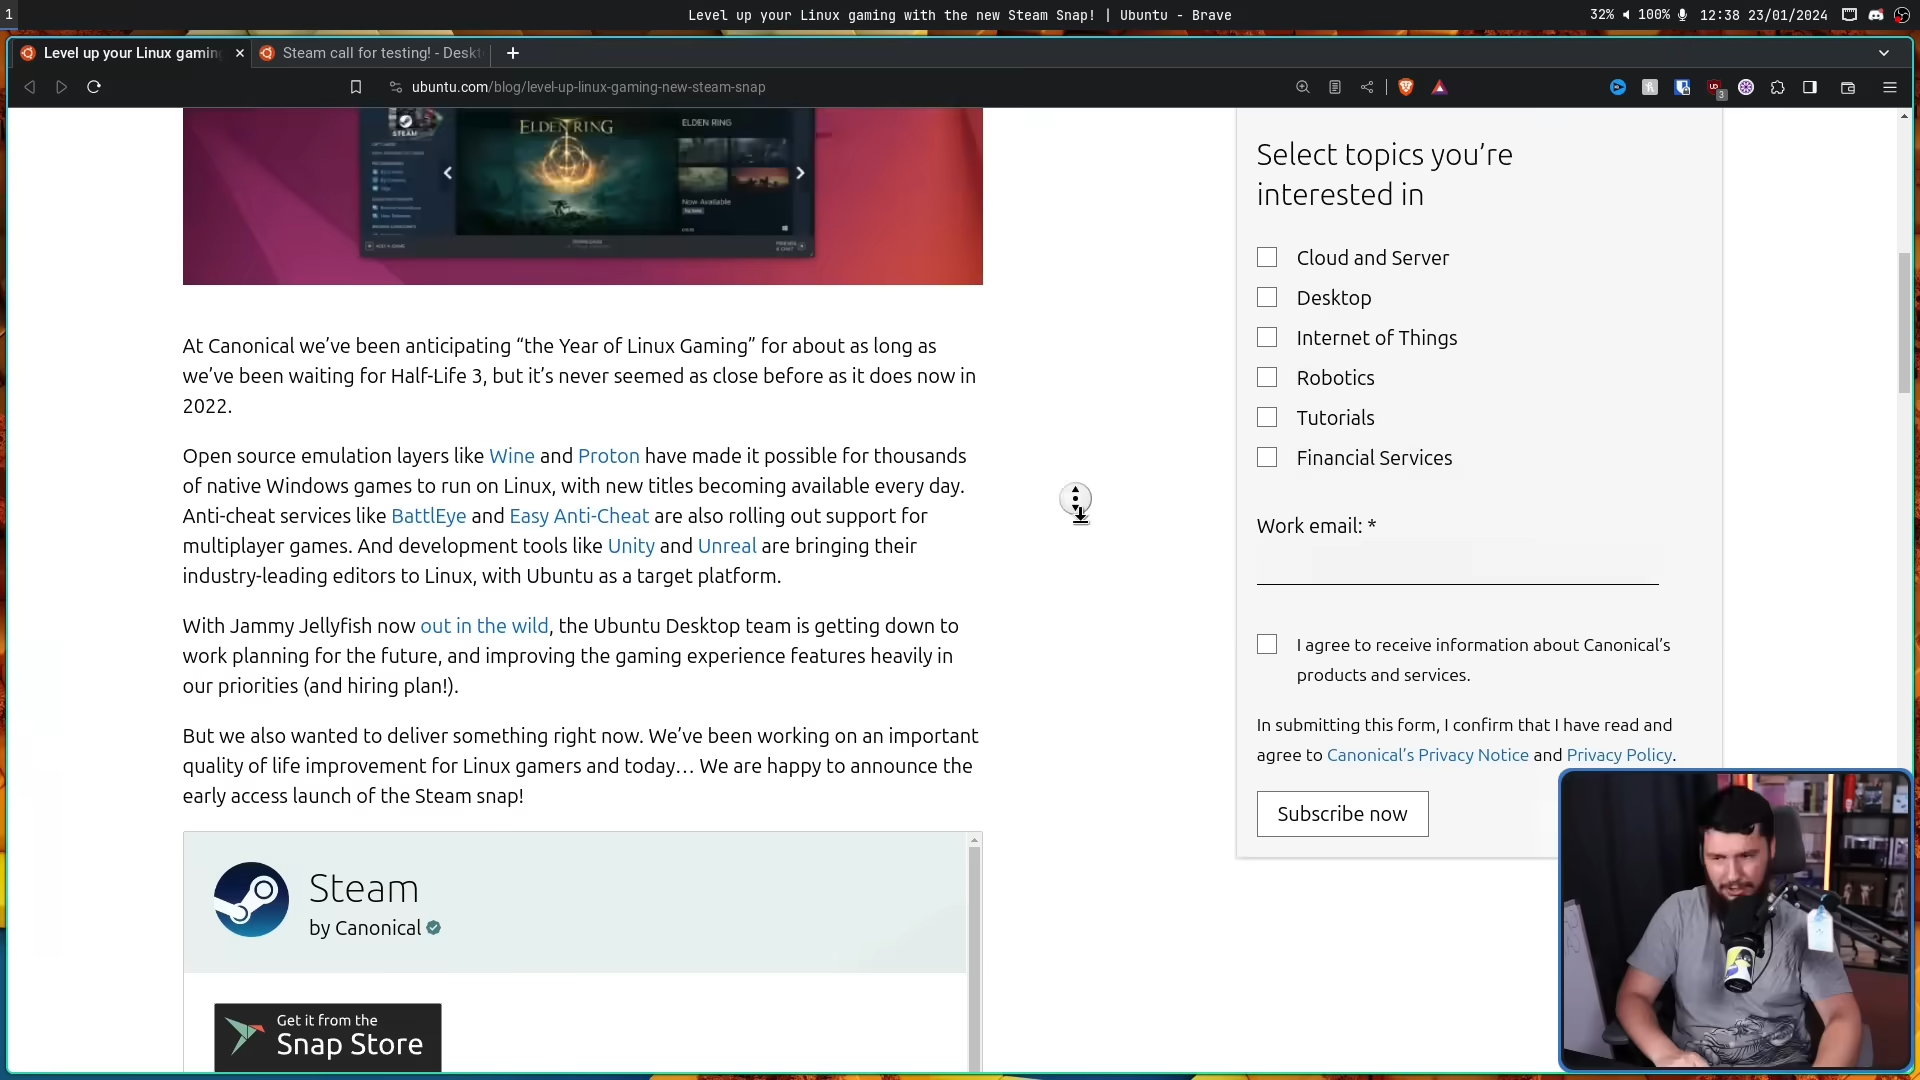 1
Level up your Linux gaming with the new Steam Snap! | Ubuntu - Brave
32% 100% 12:38 23/01/2024
Level up your Linux gamin
Steam call for testing! - Deskt
ubuntu.com/blog/level-up-linux-gaming-new-steam-snap
3
STEAM
ELDEN RING
ELDEN RING
Now Available
At Canonical we’ve been anticipating “the Year of Linux Gaming” for about as long as
we’ve been waiting for Half-Life 3, but it’s never seemed as close before as it does now in
2022.
Open source emulation layers like Wine and Proton have made it possible for thousands
of native Windows games to run on Linux, with new titles becoming available every day.
Anti-cheat services like BattlEye and Easy Anti-Cheat are also rolling out support for
multiplayer games. And development tools like Unity and Unreal are bringing their
industry-leading editors to Linux, with Ubuntu as a target platform.
With Jammy Jellyfish now out in the wild, the Ubuntu Desktop team is getting down to
work planning for the future, and improving the gaming experience features heavily in
our priorities (and hiring plan!).
But we also wanted to deliver something right now. We’ve been working on an important
quality of life improvement for Linux gamers and today… We are happy to announce the
early access launch of the Steam snap!
Steam
by Canonical
Get it from the
Snap Store
Select topics you’re
interested in
Cloud and Server
Desktop
Internet of Things
Robotics
Tutorials
Financial Services
Work email: *
I agree to receive information about Canonical’s
products and services.
In submitting this form, I confirm that I have read and
agree to Canonical’s Privacy Notice and Privacy Policy.
Subscribe now